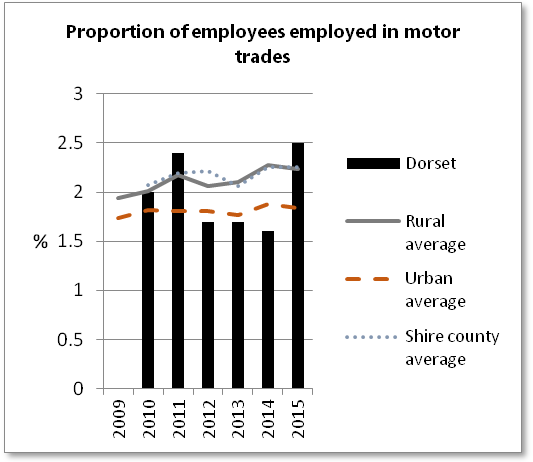 Proportion of employees employed in motor
trades
3
2.5
2
1.5
1
0.5
0
%
2009
2010
2011
2012
2013
2014
2015
Dorset
Rural
average
Urban
average
Shire county
average